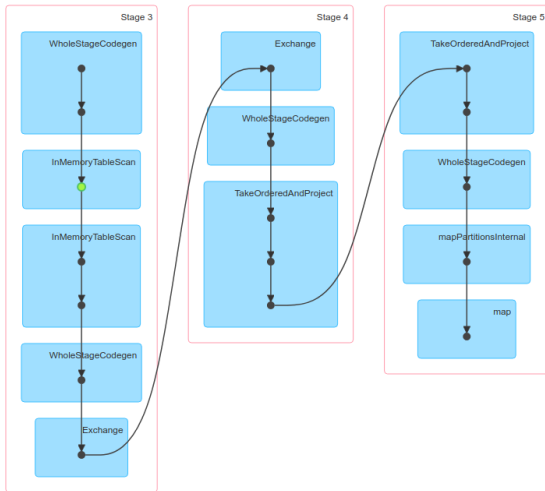 Stage 3
WholeStageCodegen
InMemoryTableScan
InMemoryTableScan
WholeStageCodegen
Exchange
Stage 4
Exchange
WholeStageCodegen
TakeOrderedAndProject
Stage 5
TakeOrderedAndProject
WholeStageCodegen
mapPartitionsInternal
map